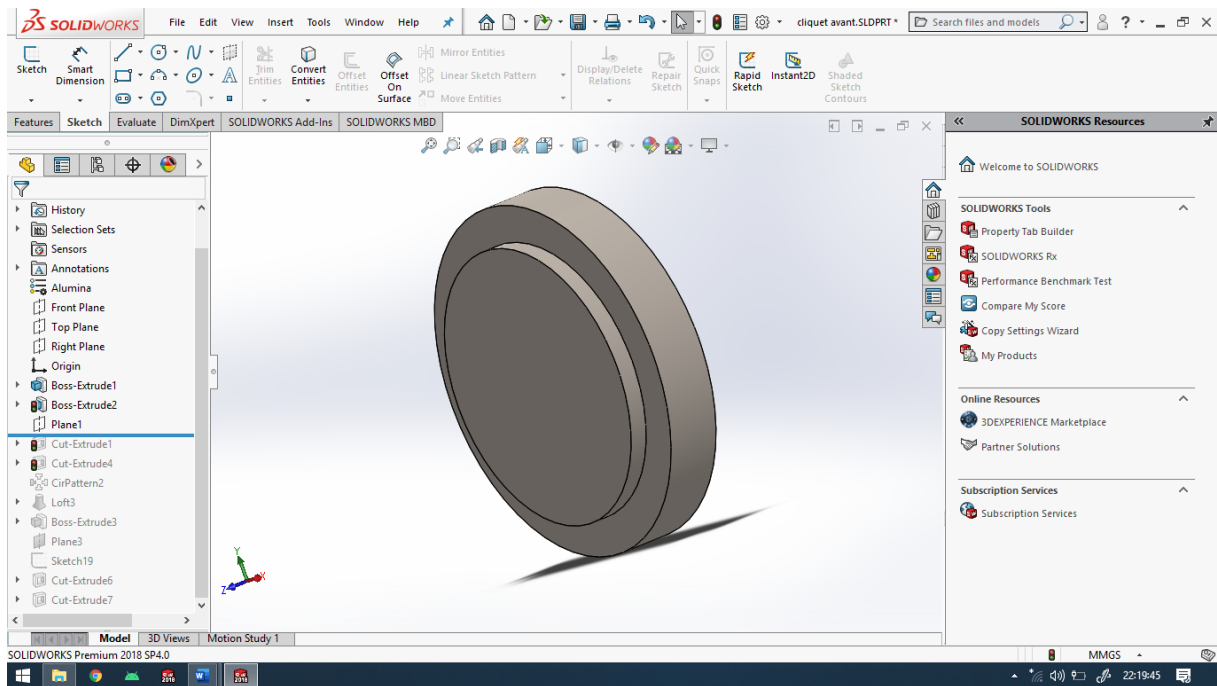 SOLIDWORKS File Edit View Insert Tools Window Help cliquet avant.SLDPRT * Search files and models ?
Sketch Smart Dimension Trim Entities Convert Entities Offset Entities Offset On Surface Mirror Entities Linear Sketch Pattern Move Entities Display/Delete Relations Repair Sketch Quick Snaps Rapid Sketch Instant2D Shaded Sketch Contours
Features Sketch Evaluate DimXpert SOLIDWORKS Add-Ins SOLIDWORKS MBD
History
Selection Sets
Sensors
Annotations
Alumina
Front Plane
Top Plane
Right Plane
Origin
Boss-Extrude1
Boss-Extrude2
Plane1
Cut-Extrude1
Cut-Extrude4
CirPattern2
Loft3
Boss-Extrude3
Plane3
Sketch19
Cut-Extrude6
Cut-Extrude7
Y
X
Z
SOLIDWORKS Resources
Welcome to SOLIDWORKS
SOLIDWORKS Tools
Property Tab Builder
SOLIDWORKS Rx
Performance Benchmark Test
Compare My Score
Copy Settings Wizard
My Products
Online Resources
3DEXPERIENCE Marketplace
Partner Solutions
Subscription Services
Subscription Services
Model 3D Views Motion Study 1
SOLIDWORKS Premium 2018 SP4.0 MMGS
22:19:45